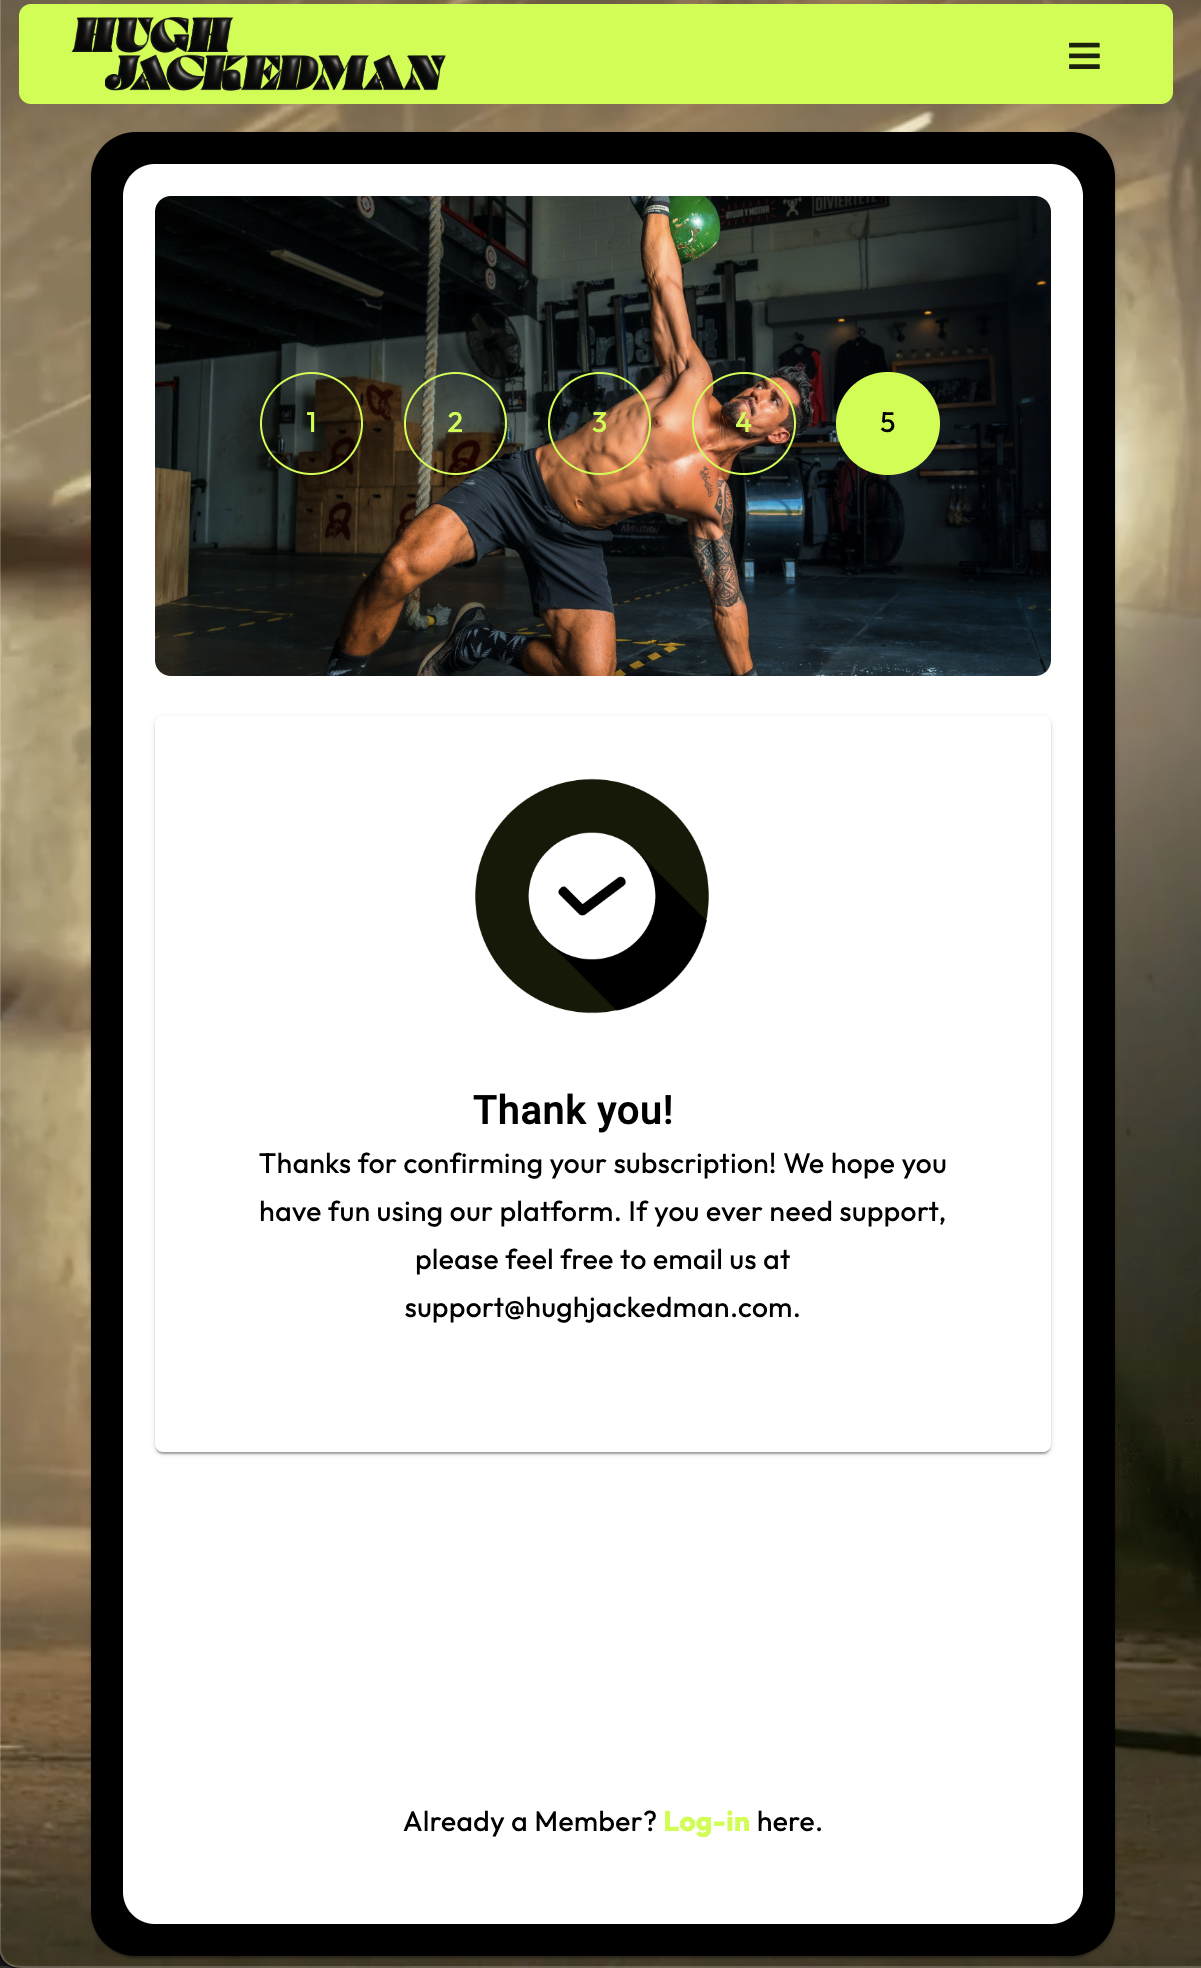 HUGH
JACKEDMAN
DIVIERTETE
1 2 3 4 5
Thank you!
Thanks for confirming your subscription! We hope you
have fun using our platform. If you ever need support,
please feel free to email us at
support@hughjackedman.com.
Already a Member? Log-in here.